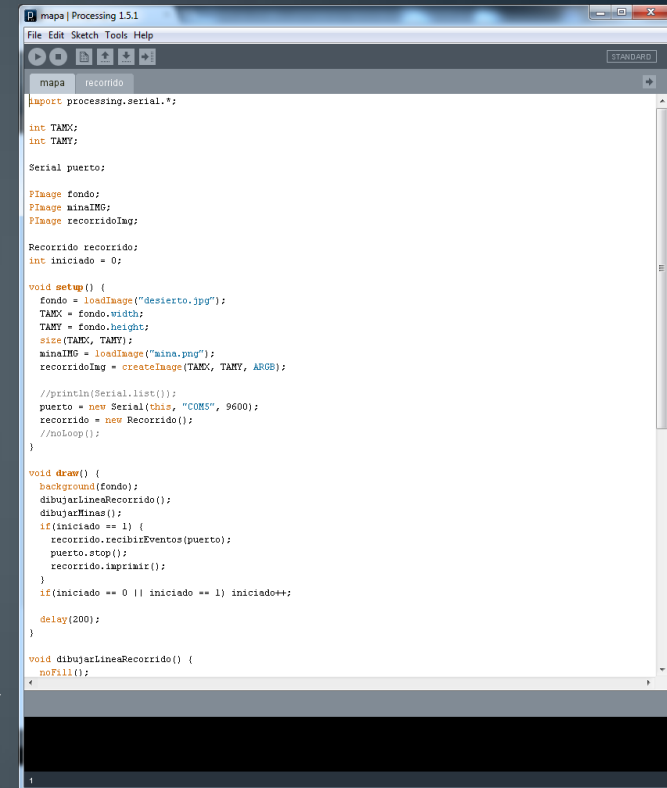 mapa | Processing 1.5.1
File Edit Sketch Tools Help
STANDARD
mapa recorrido
import processing.serial.*;
int TAMX;
int TAMY;
Serial puerto;
PImage fondo;
PImage minaIMG;
PImage recorridoImg;
Recorrido recorrido;
int iniciado = 0;
void setup() {
fondo = loadImage("desierto.jpg");
TAMX = fondo.width;
TAMY = fondo.height;
size(TAMX, TAMY);
minaIMG = loadImage("mina.png");
recorridoImg = createImage(TAMX, TAMY, ARGB);
//println(Serial.list());
puerto = new Serial(this, "COM5", 9600);
recorrido = new Recorrido();
//noLoop();
}
void draw() {
background(fondo);
dibujarLineaRecorrido();
dibujarMinas();
if(iniciado == 1) {
recorrido.recibirEventos(puerto);
puerto.stop();
recorrido.imprimir();
}
if(iniciado == 0 || iniciado == 1) iniciado++;
delay(200);
}
void dibujarLineaRecorrido() {
noFill();
1